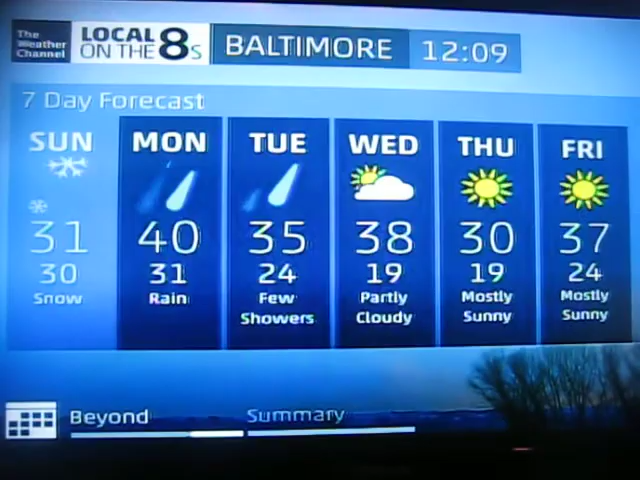 The Weather Channel
LOCAL ON THE 8s
BALTIMORE
12:09
7 Day Forecast
SUN MON TUE WED THU FRI
31 40 35 38 30 37
30 31 24 19 19 24
Snow Rain Few Showers Partly Cloudy Mostly Sunny Mostly Sunny
Beyond Summary